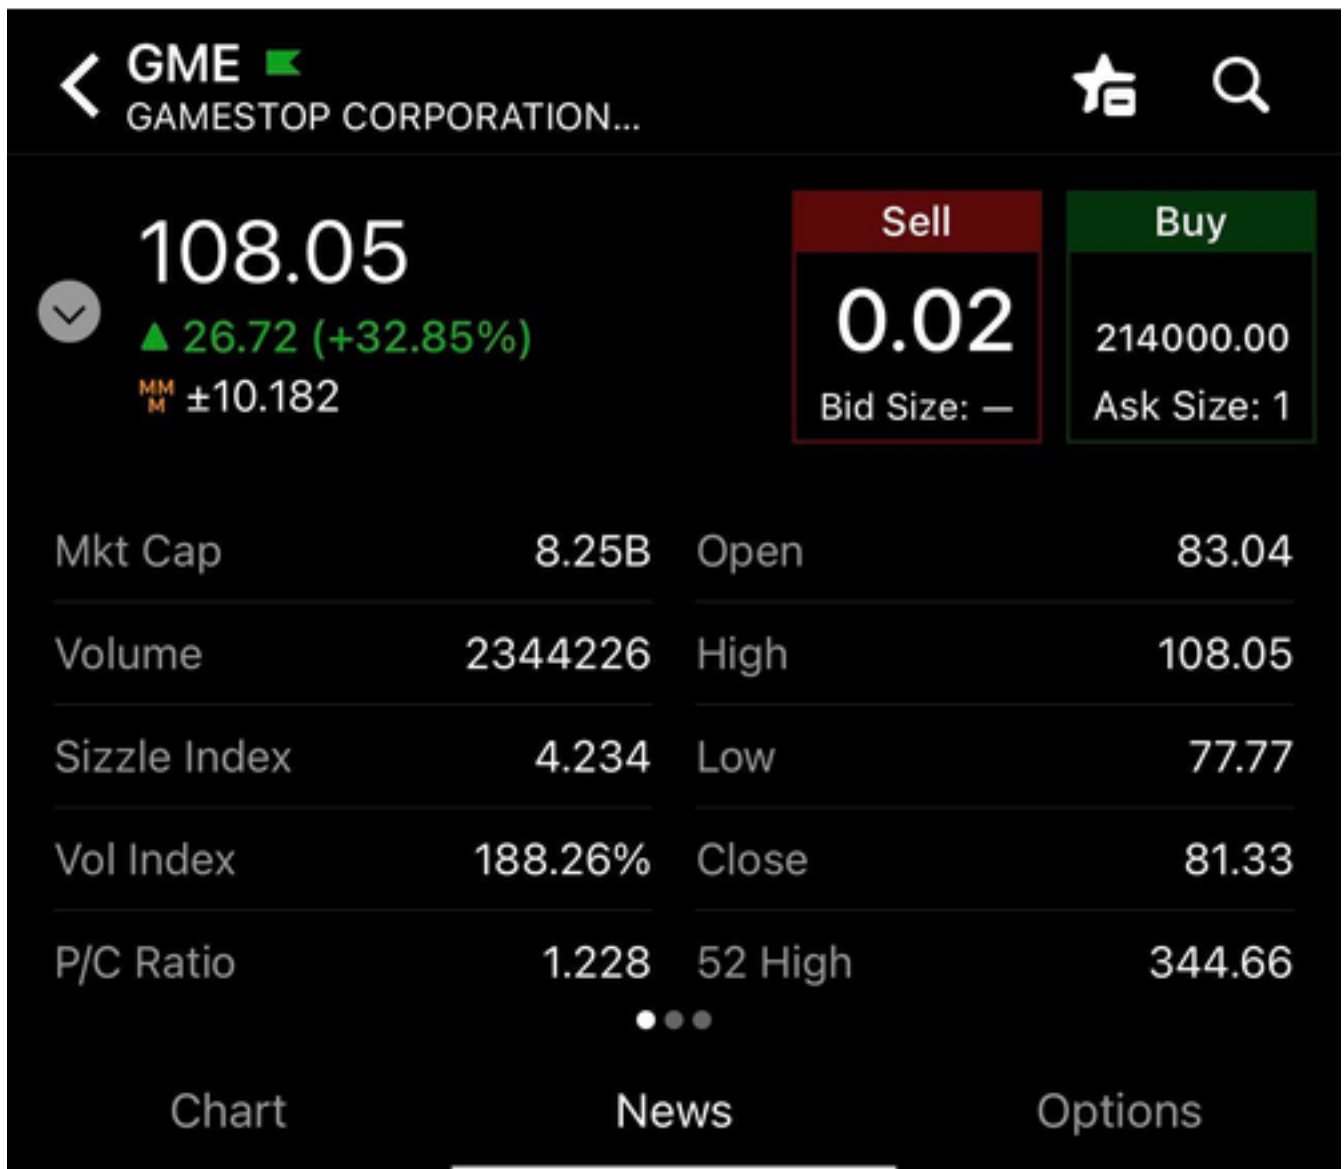 GME
GAMESTOP CORPORATION...
108.05
26.72 (+32.85%)
MM
M
±10.182
Sell
0.02
Bid Size: —
Buy
214000.00
Ask Size: 1
Mkt Cap 8.25B Open 83.04
Volume 2344226 High 108.05
Sizzle Index 4.234 Low 77.77
Vol Index 188.26% Close 81.33
P/C Ratio 1.228 52 High 344.66
Chart News Options